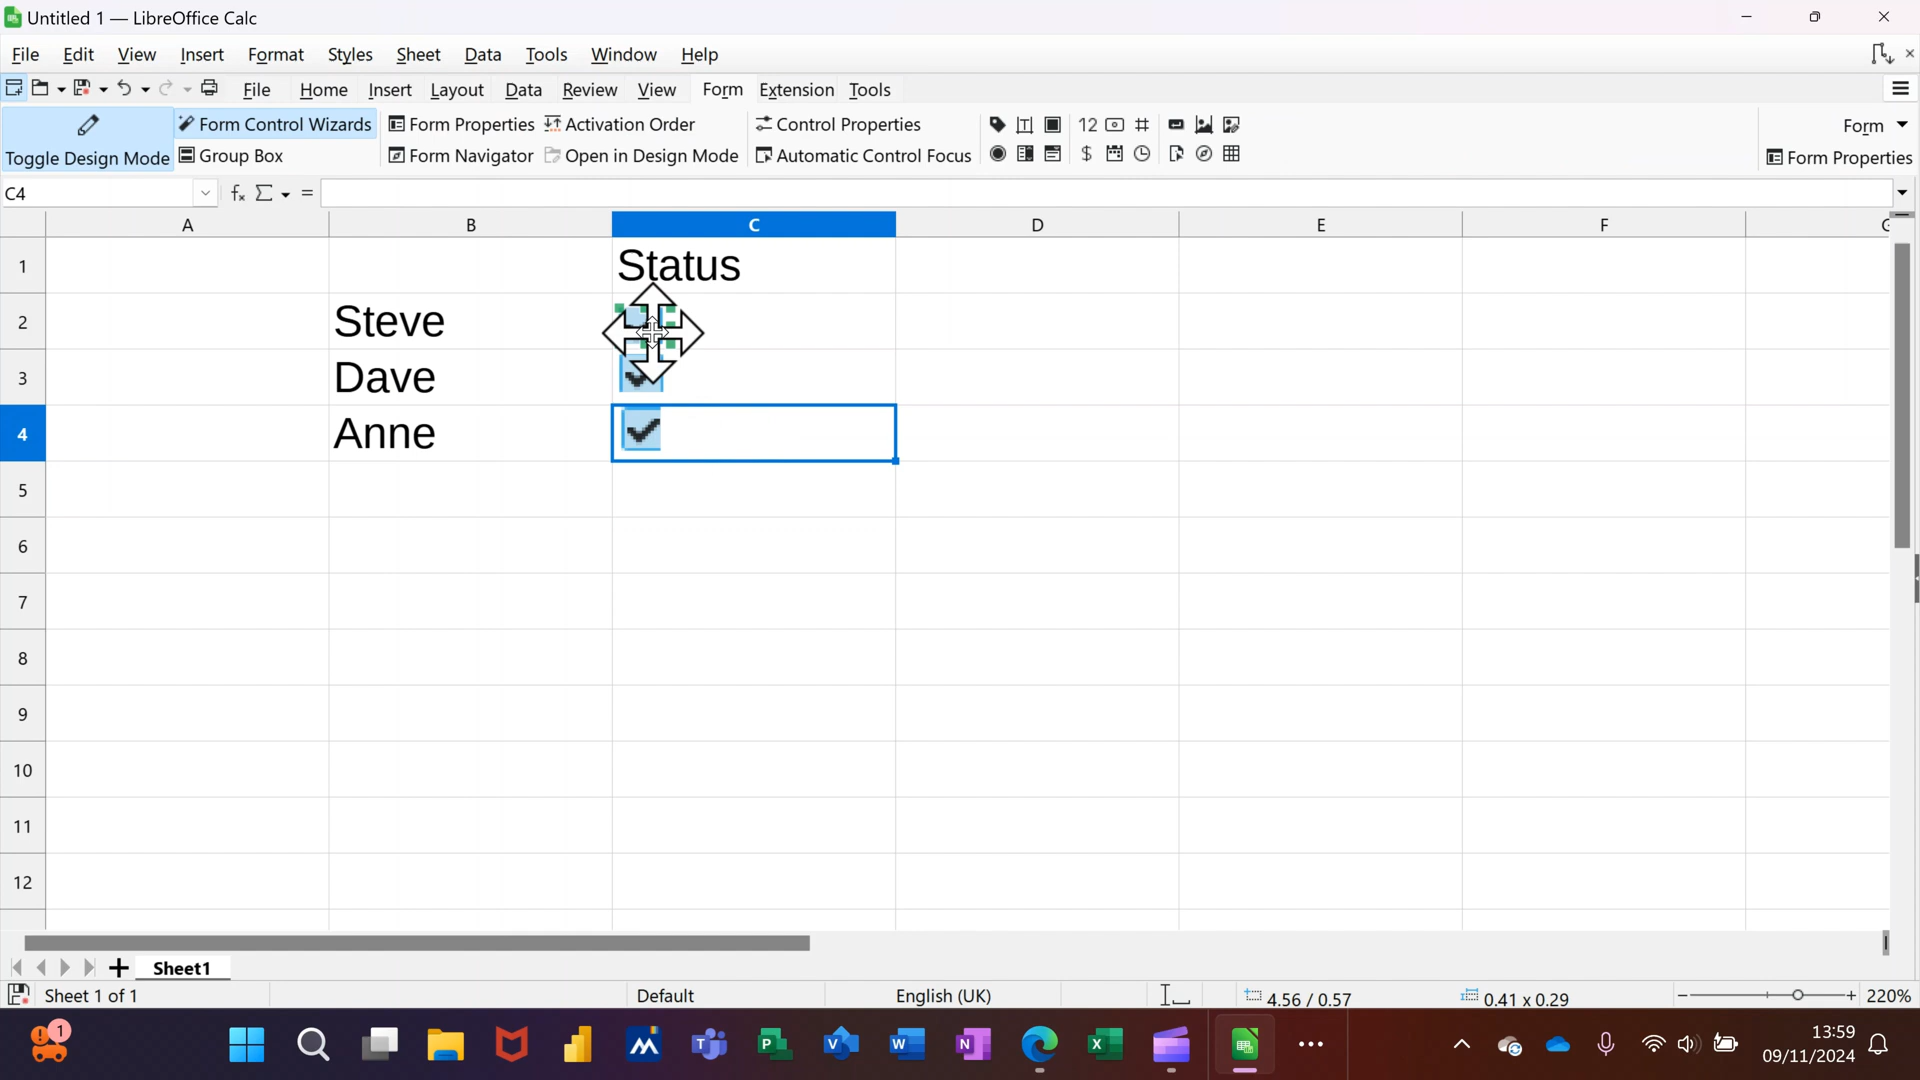 Untitled 1 — LibreOffice Calc
File Edit View Insert Format Styles Sheet Data Tools Window Help
File Home Insert Layout Data Review View Form Extension Tools
Toggle Design Mode Form Control Wizards Form Properties Activation Order Control Properties 12 # Form
Group Box Form Navigator Open in Design Mode Automatic Control Focus $ Form Properties
C4 fx Σ =
A B C D E F G
1 Status
2 Steve
3 Dave
4 Anne
5
6
7
8
9
10
11
12
Sheet1
Sheet 1 of 1 Default English (UK) 4.56 / 0.57 0.41 x 0.29 220%
1 13:59
09/11/2024